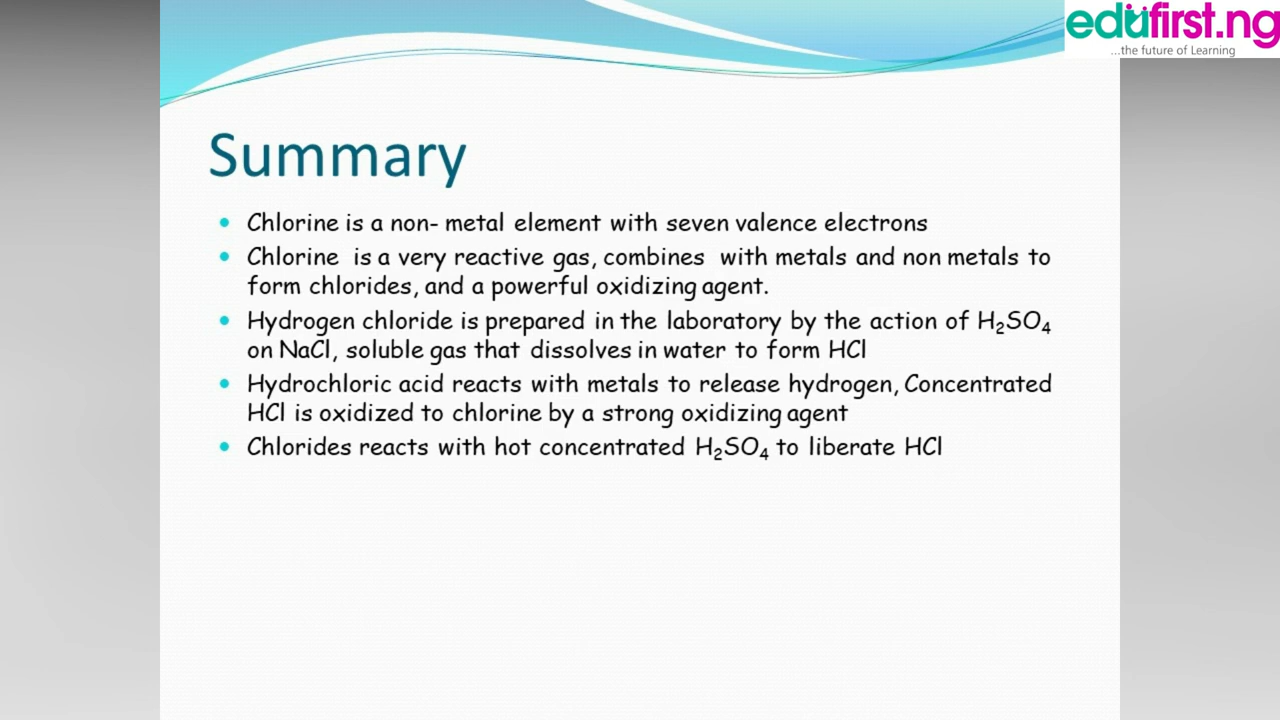 edufirst.ng
...the future of Learning
Summary
• Chlorine is a non- metal element with seven valence electrons
• Chlorine is a very reactive gas, combines with metals and non metals to
form chlorides, and a powerful oxidizing agent.
• Hydrogen chloride is prepared in the laboratory by the action of H₂SO₄
on NaCl, soluble gas that dissolves in water to form HCl
• Hydrochloric acid reacts with metals to release hydrogen, Concentrated
HCl is oxidized to chlorine by a strong oxidizing agent
• Chlorides reacts with hot concentrated H₂SO₄ to liberate HCl